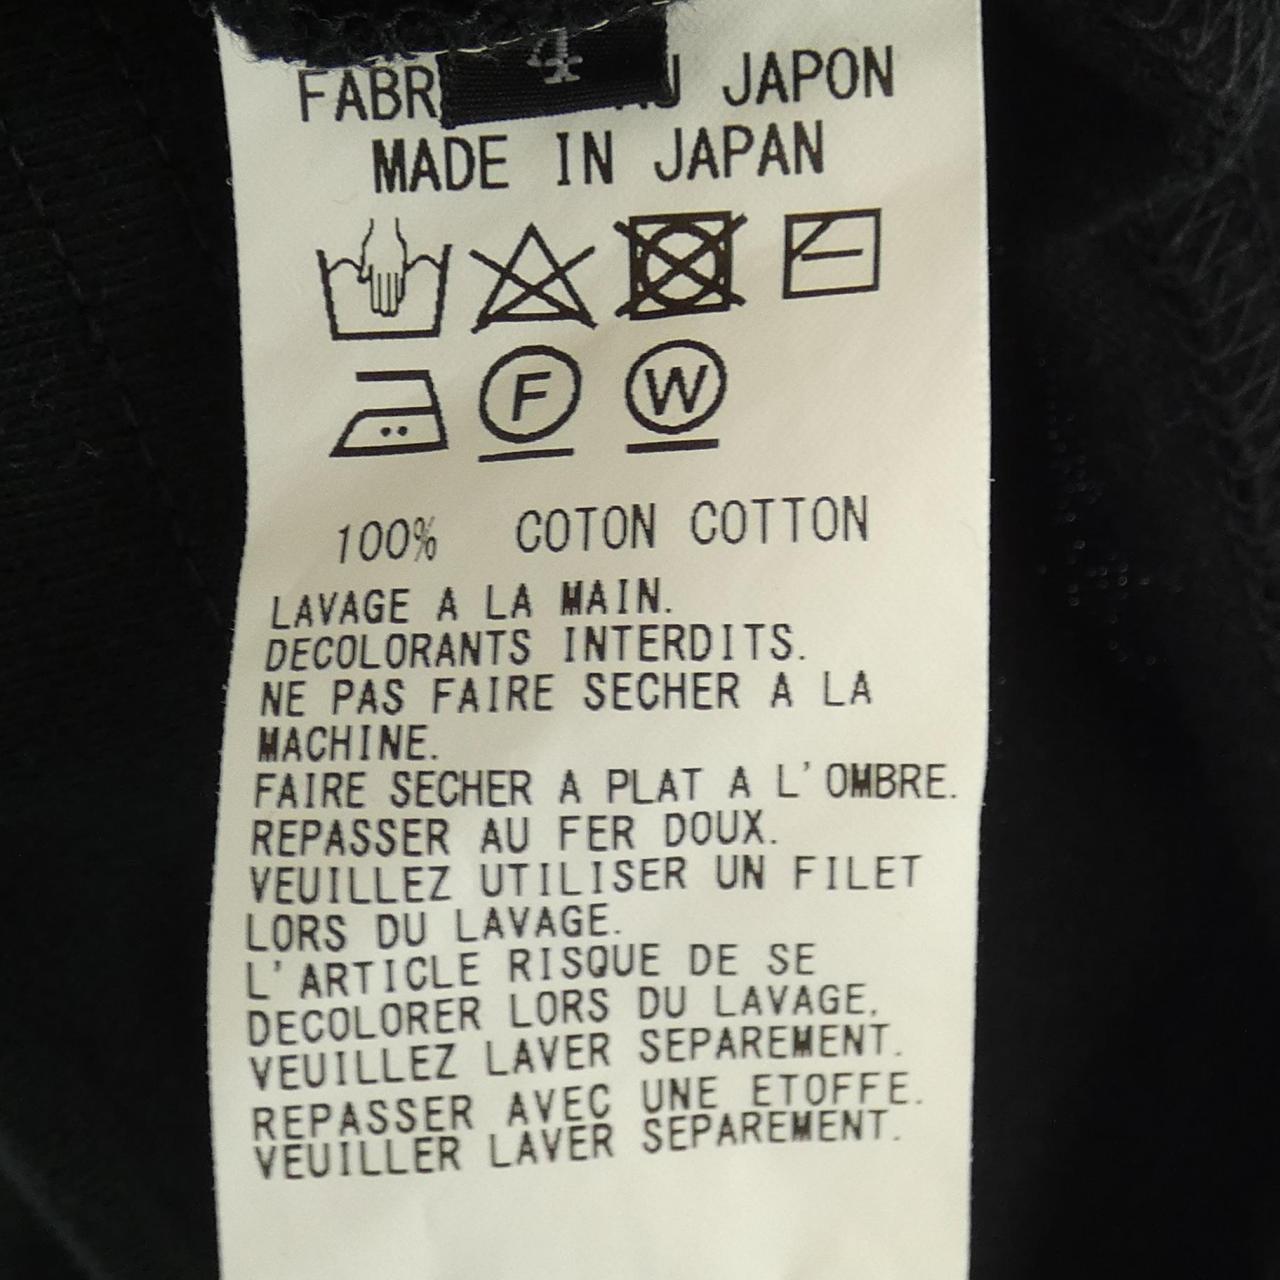 4
JAPON
MADE IN JAPAN
F W
100% COTON COTTON
LAVAGE A LA MAIN.
DECOLORANTS INTERDITS.
NE PAS FAIRE SECHER A LA
MACHINE.
FAIRE SECHER A PLAT A L'OMBRE.
REPASSER AU FER DOUX.
VEUILLEZ UTILISER UN FILET
LORS DU LAVAGE.
L'ARTICLE RISQUE DE SE
DECOLORER LORS DU LAVAGE,
VEUILLEZ LAVER SEPAREMENT.
REPASSER AVEC UNE ETOFFE.
VEUILLER LAVER SEPAREMENT.